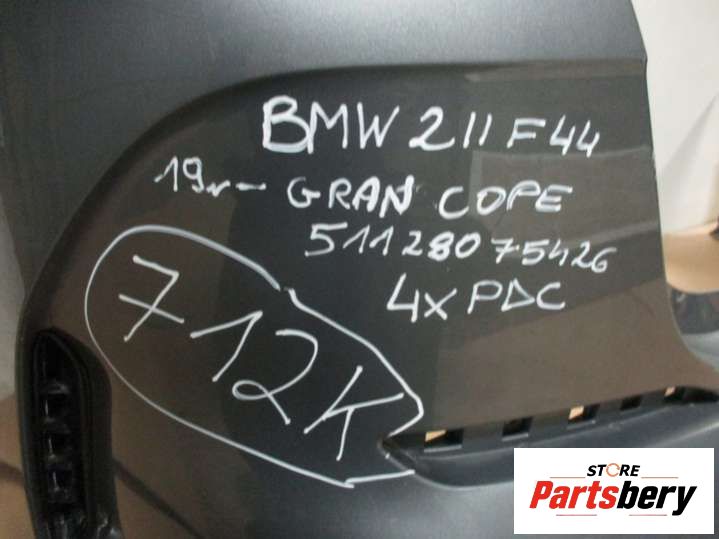 BMW 2 II F44
19r- GRAN COPE
51128075426
4x PDC
712K
STORE
Partsbery